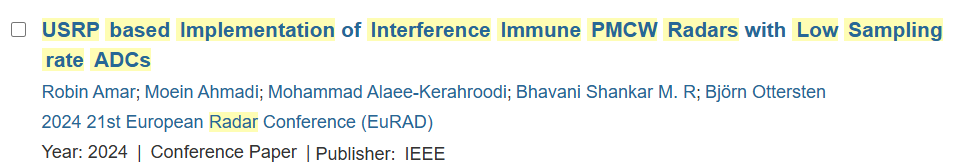 USRP based Implementation of Interference Immune PMCW Radars with Low Sampling
rate ADCs
Robin Amar; Moein Ahmadi; Mohammad Alaee-Kerahroodi; Bhavani Shankar M. R; Björn Ottersten
2024 21st European Radar Conference (EuRAD)
Year: 2024 | Conference Paper | Publisher: IEEE